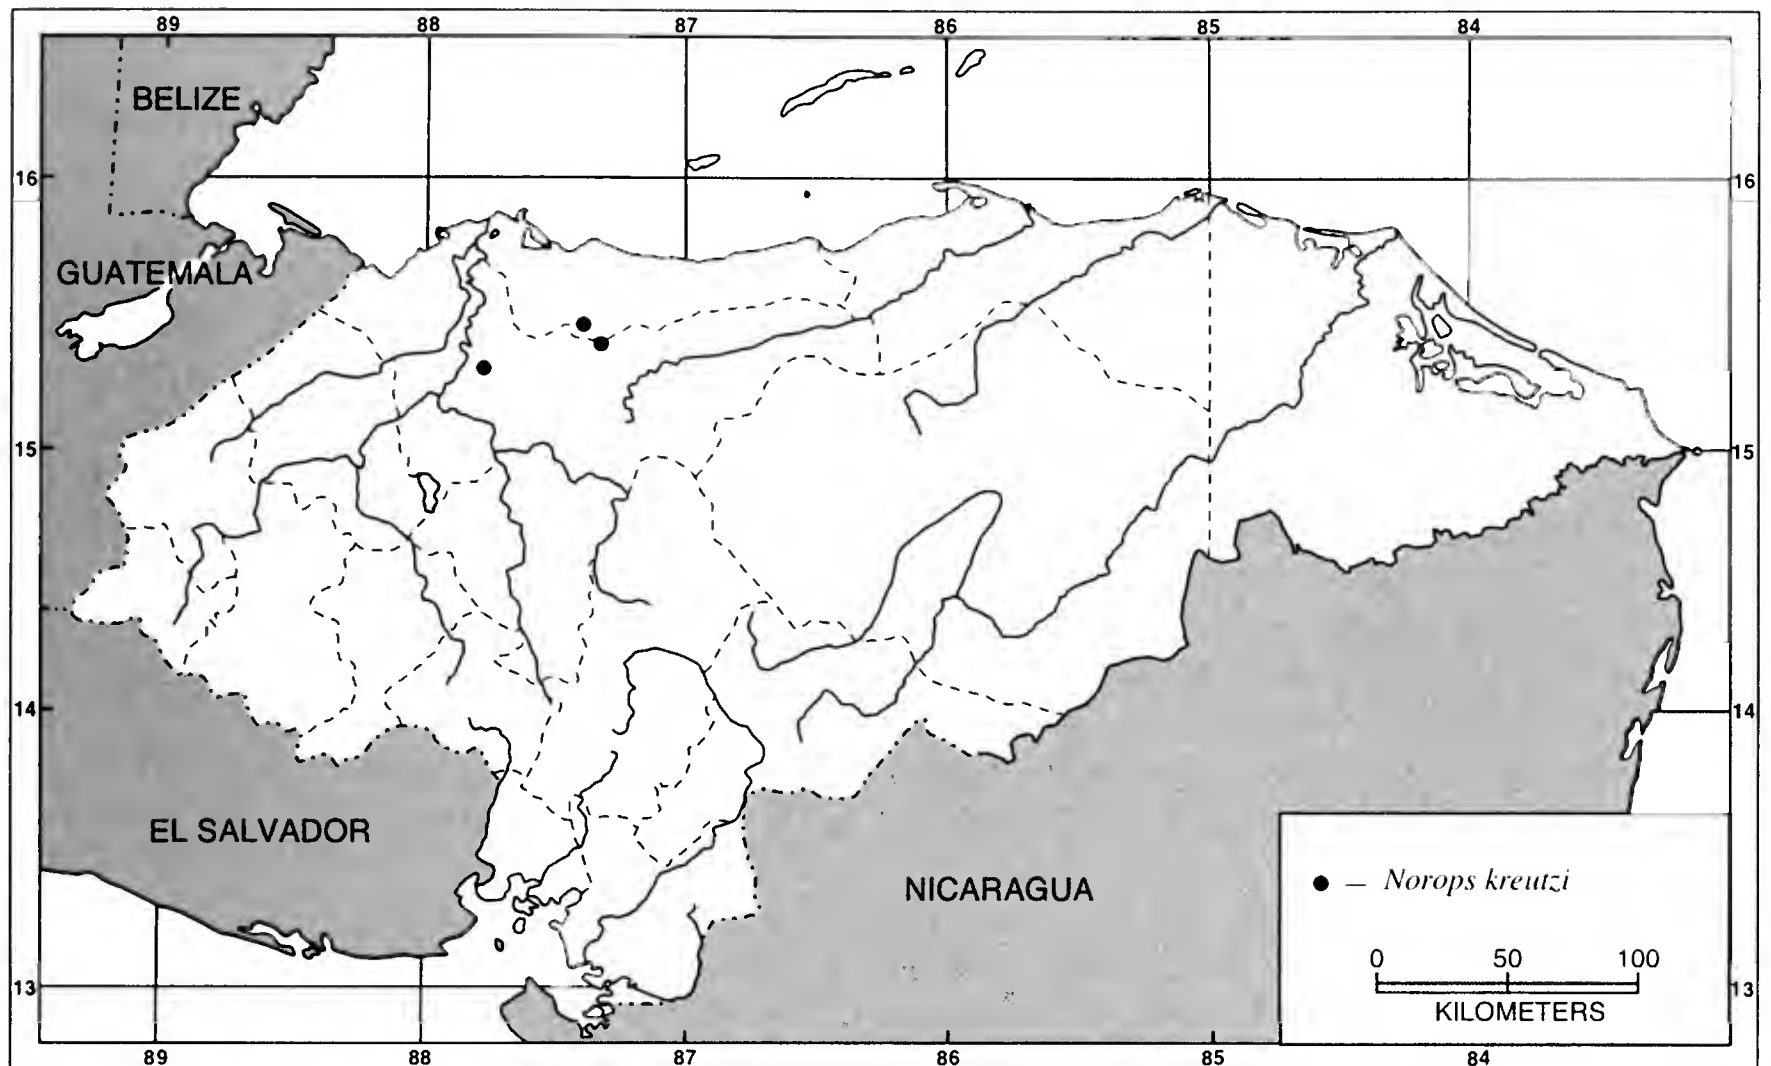 89 88 87 86 85 84
BELIZE
16 16
GUATEMALA
15 15
14 14
EL SALVADOR
NICARAGUA
● – Norops kreutzi
0 50 100
KILOMETERS
13 13
89 88 87 86 85 84